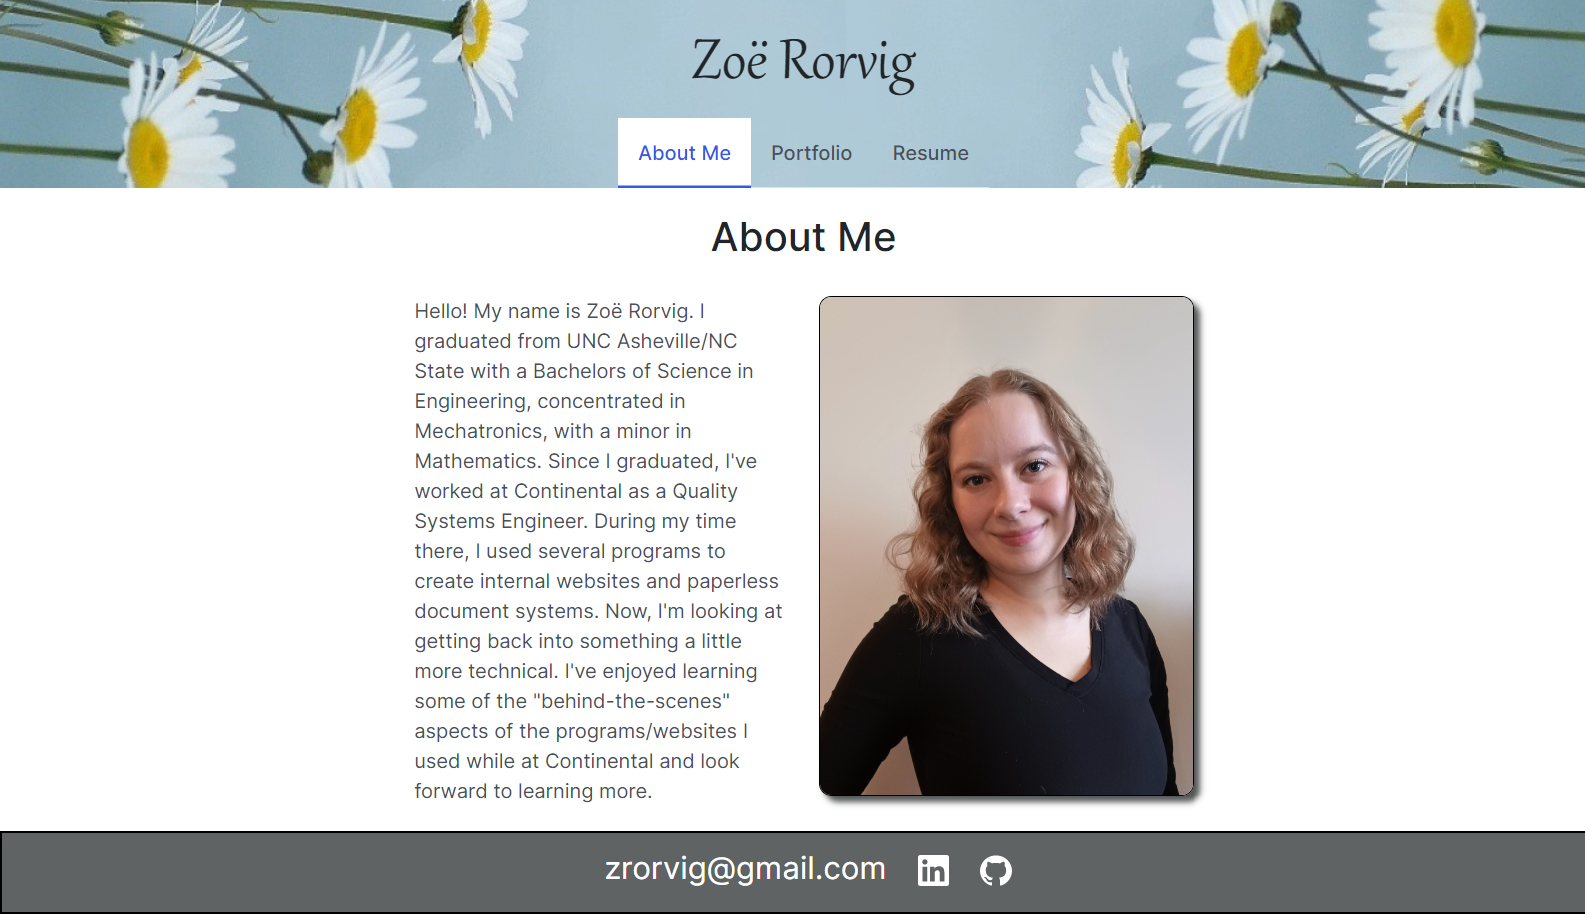 Zoë Rorvig
About Me Portfolio Resume
About Me
Hello! My name is Zoë Rorvig. I
graduated from UNC Asheville/NC
State with a Bachelors of Science in
Engineering, concentrated in
Mechatronics, with a minor in
Mathematics. Since I graduated, I've
worked at Continental as a Quality
Systems Engineer. During my time
there, I used several programs to
create internal websites and paperless
document systems. Now, I'm looking at
getting back into something a little
more technical. I've enjoyed learning
some of the "behind-the-scenes"
aspects of the programs/websites I
used while at Continental and look
forward to learning more.
zrorvig@gmail.com in